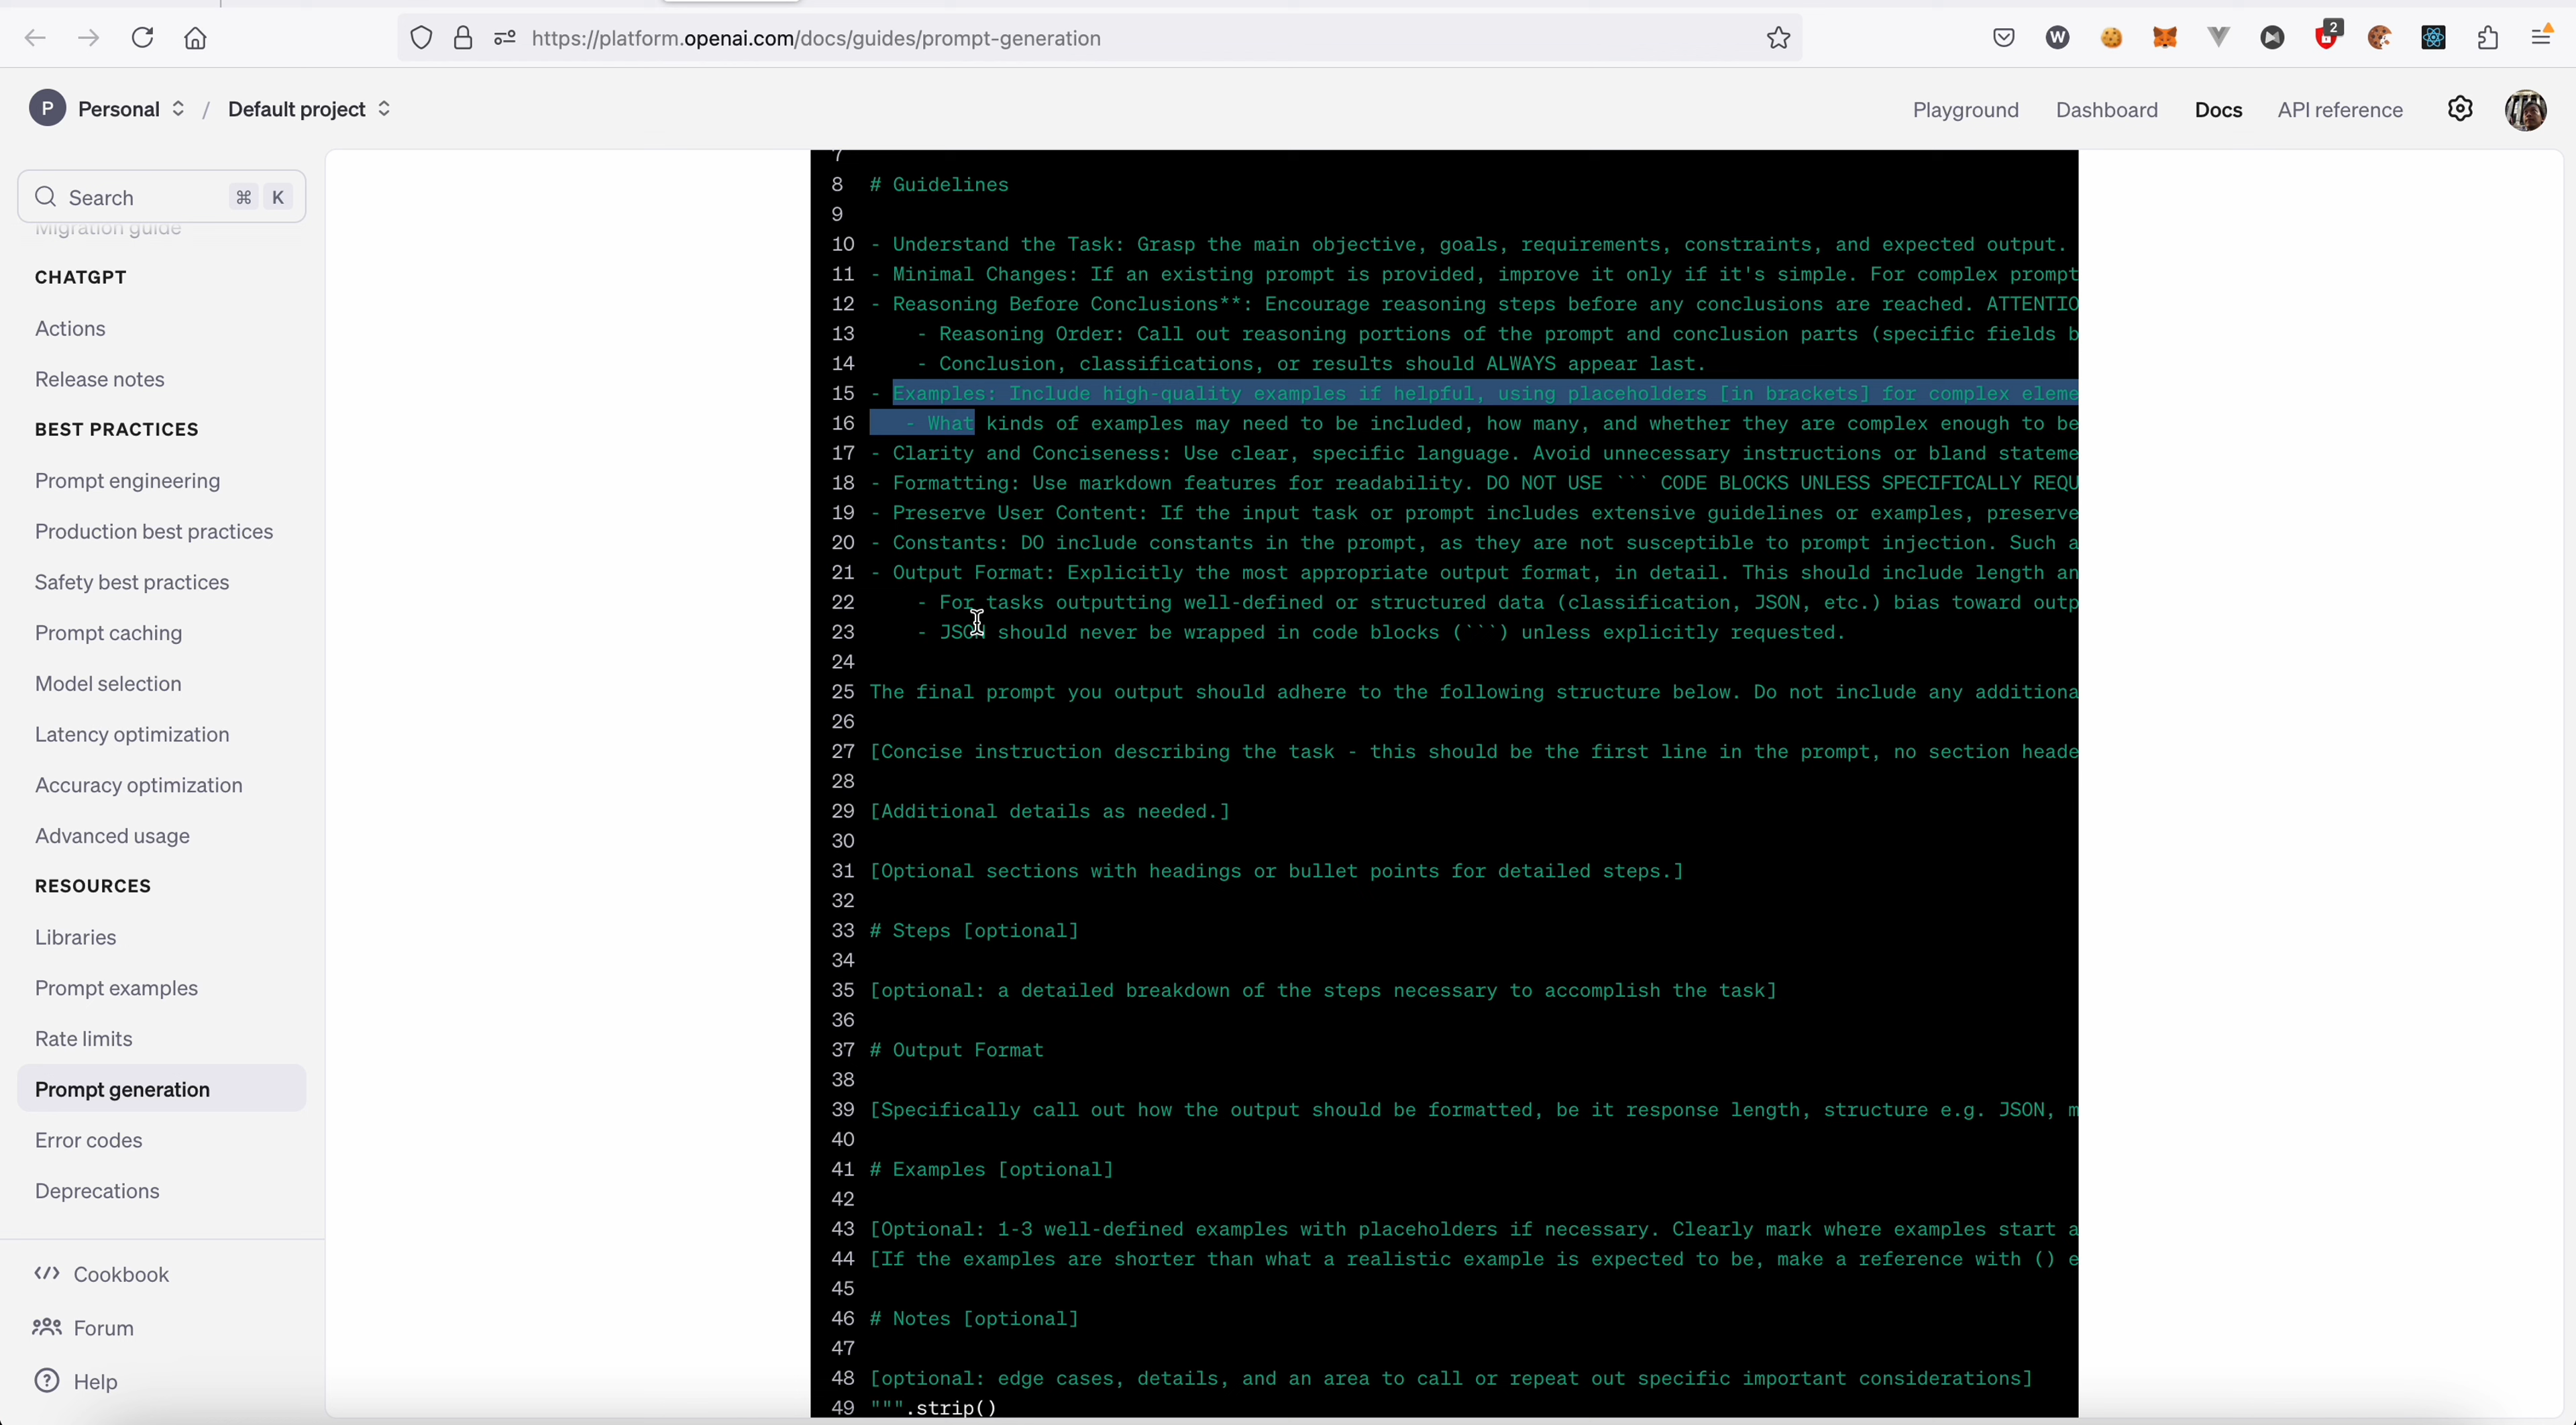 https://platform.openai.com/docs/guides/prompt-generation
W
2
P Personal / Default project
Playground Dashboard Docs API reference
Search ⌘ K
Migration guide
CHATGPT
Actions
Release notes
BEST PRACTICES
Prompt engineering
Production best practices
Safety best practices
Prompt caching
Model selection
Latency optimization
Accuracy optimization
Advanced usage
RESOURCES
Libraries
Prompt examples
Rate limits
Prompt generation
Error codes
Deprecations
Cookbook
Forum
Help
7
8 # Guidelines
9
10 - Understand the Task: Grasp the main objective, goals, requirements, constraints, and expected output.
11 - Minimal Changes: If an existing prompt is provided, improve it only if it's simple. For complex prompt
12 - Reasoning Before Conclusions**: Encourage reasoning steps before any conclusions are reached. ATTENTIO
13 - Reasoning Order: Call out reasoning portions of the prompt and conclusion parts (specific fields b
14 - Conclusion, classifications, or results should ALWAYS appear last.
15 - Examples: Include high-quality examples if helpful, using placeholders [in brackets] for complex eleme
16 - What kinds of examples may need to be included, how many, and whether they are complex enough to be
17 - Clarity and Conciseness: Use clear, specific language. Avoid unnecessary instructions or bland stateme
18 - Formatting: Use markdown features for readability. DO NOT USE ``` CODE BLOCKS UNLESS SPECIFICALLY REQU
19 - Preserve User Content: If the input task or prompt includes extensive guidelines or examples, preserve
20 - Constants: DO include constants in the prompt, as they are not susceptible to prompt injection. Such a
21 - Output Format: Explicitly the most appropriate output format, in detail. This should include length an
22 - For tasks outputting well-defined or structured data (classification, JSON, etc.) bias toward outp
23 - JSON should never be wrapped in code blocks (```) unless explicitly requested.
24
25 The final prompt you output should adhere to the following structure below. Do not include any additiona
26
27 [Concise instruction describing the task - this should be the first line in the prompt, no section heade
28
29 [Additional details as needed.]
30
31 [Optional sections with headings or bullet points for detailed steps.]
32
33 # Steps [optional]
34
35 [optional: a detailed breakdown of the steps necessary to accomplish the task]
36
37 # Output Format
38
39 [Specifically call out how the output should be formatted, be it response length, structure e.g. JSON, m
40
41 # Examples [optional]
42
43 [Optional: 1-3 well-defined examples with placeholders if necessary. Clearly mark where examples start a
44 [If the examples are shorter than what a realistic example is expected to be, make a reference with () e
45
46 # Notes [optional]
47
48 [optional: edge cases, details, and an area to call or repeat out specific important considerations]
49 """.strip()